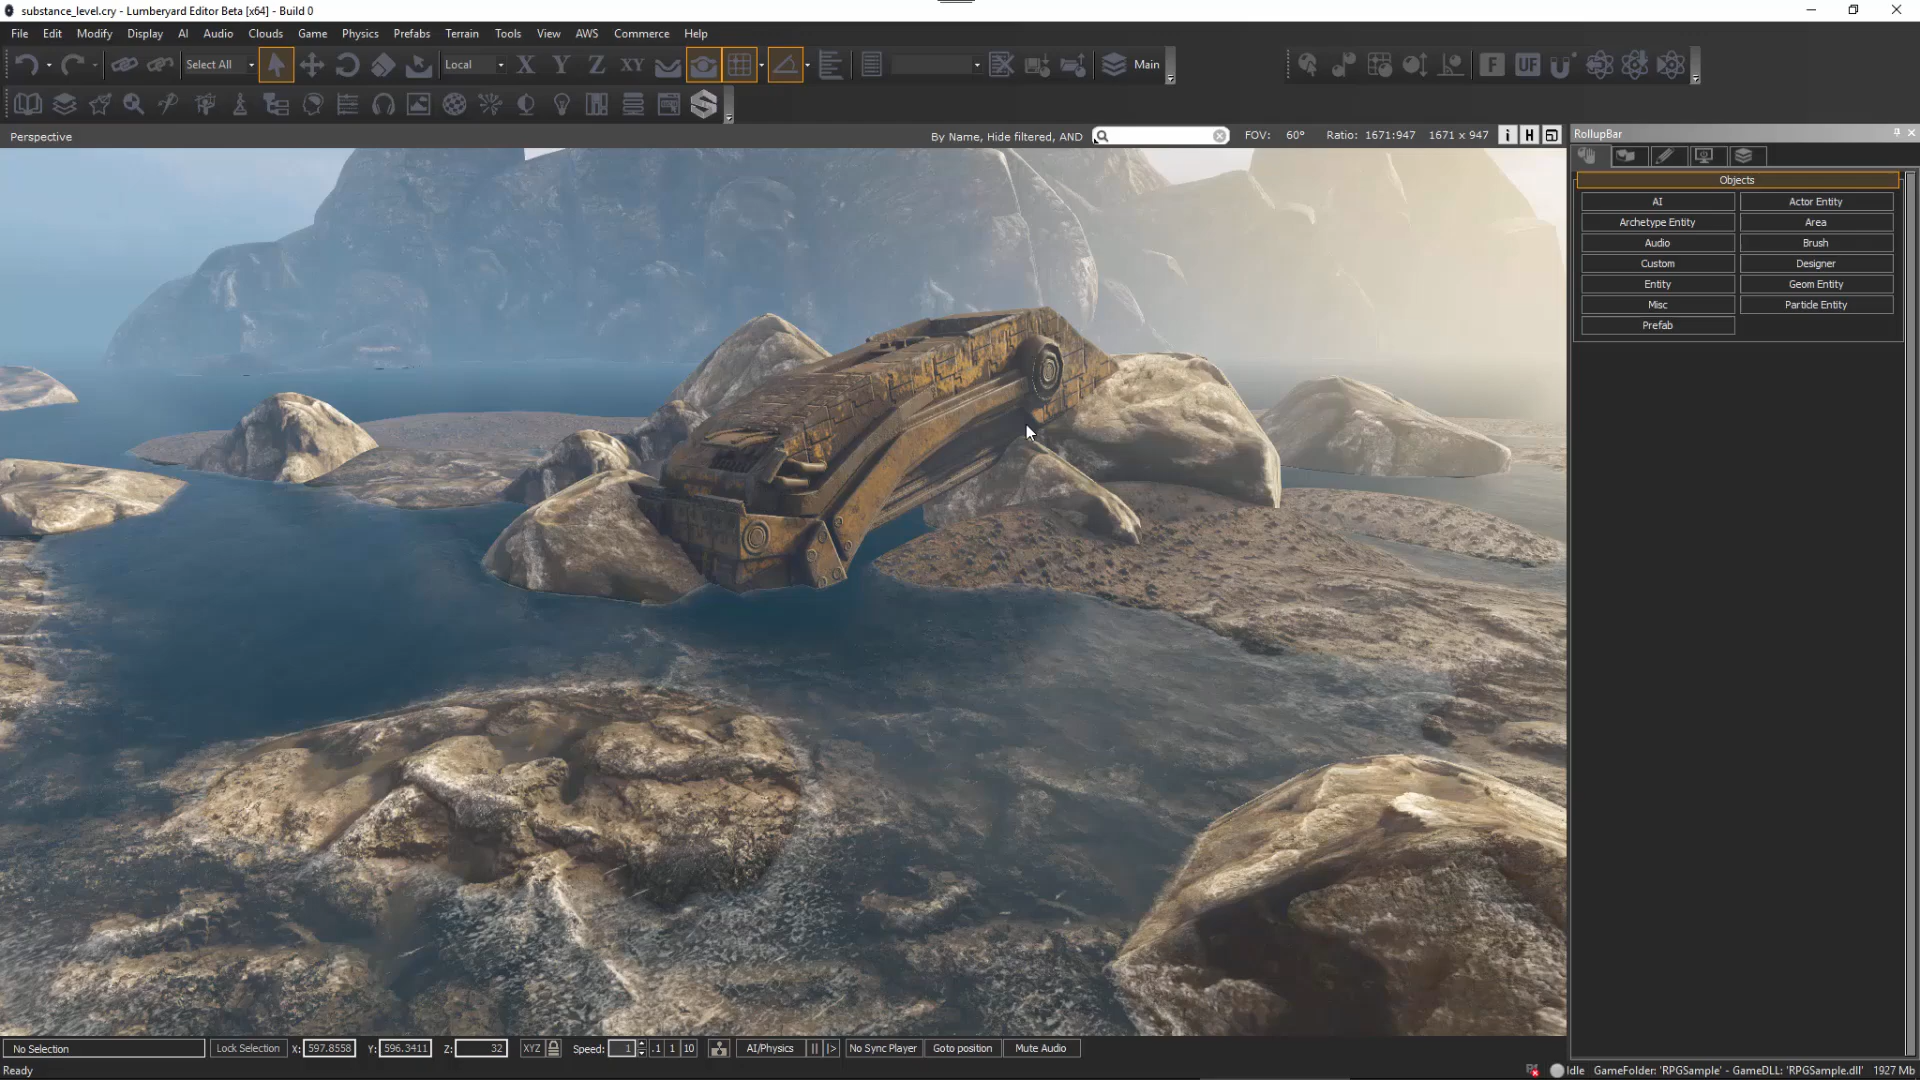 substance_level.cry - Lumberyard Editor Beta [x64] - Build 0
File Edit Modify Display AI Audio Clouds Game Physics Prefabs Terrain Tools View AWS Commerce Help
Select All Local X Y Z XY Main F UF U
Perspective By Name, Hide filtered, AND FOV: 60° Ratio: 1671:947 1671 x 947 i H
RollupBar
Objects
AI Actor Entity
Archetype Entity Area
Audio Brush
Custom Designer
Entity Geom Entity
Misc Particle Entity
Prefab
No Selection Lock Selection X: 597.8558 Y: 596.3411 Z: 32 XYZ Speed: 1 .1 1 10 AI/Physics || |> No Sync Player Goto position Mute Audio
Ready Idle GameFolder: 'RPGSample' - GameDLL: 'RPGSample.dll' 1927 Mb